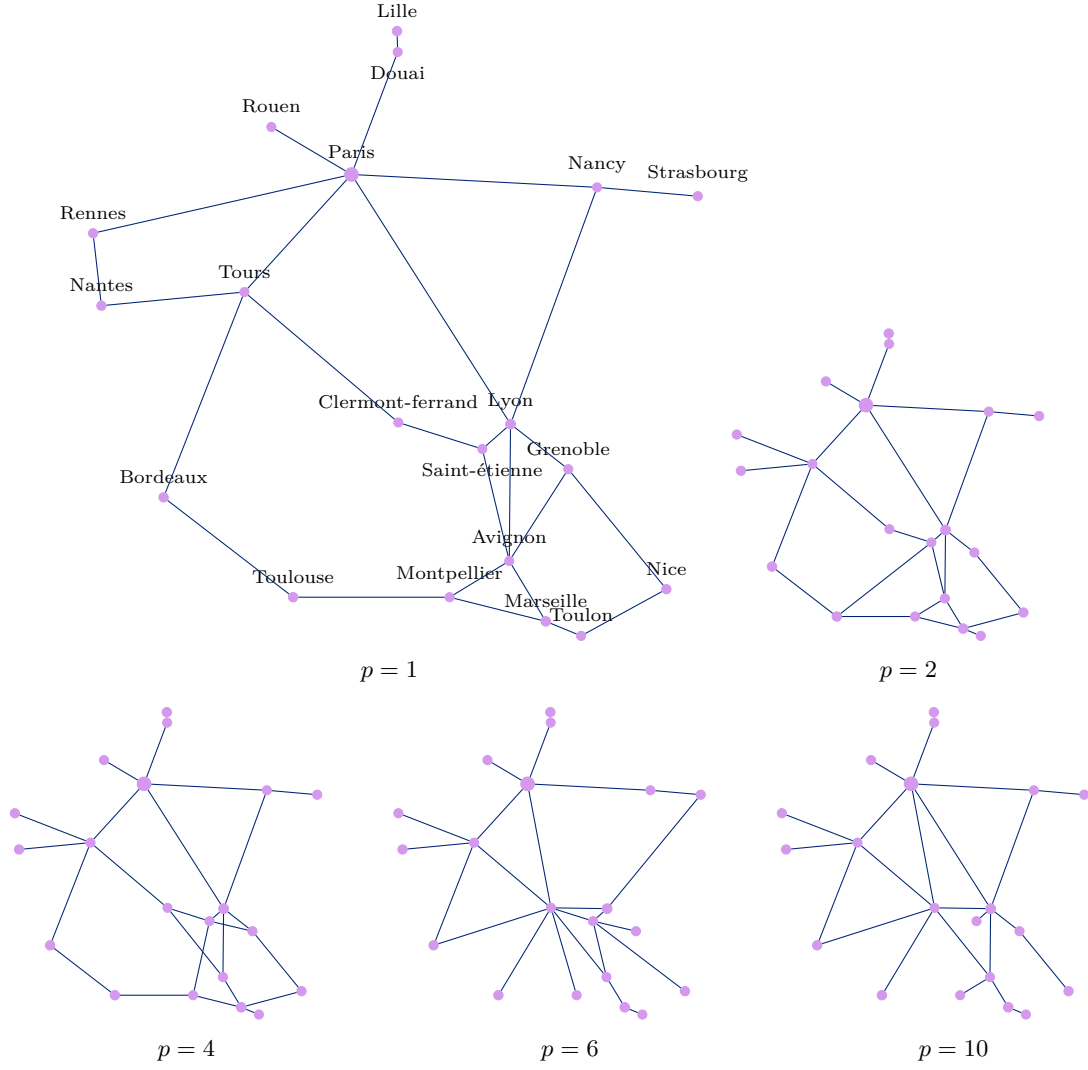 Lille
Douai
Rouen
Paris
Nancy
Strasbourg
Rennes
Tours
Nantes
Clermont-ferrand
Lyon
Grenoble
Saint-étienne
Bordeaux
Avignon
Montpellier
Nice
Toulouse
Marseille
Toulon
p = 1
p = 2
p = 4
p = 6
p = 10